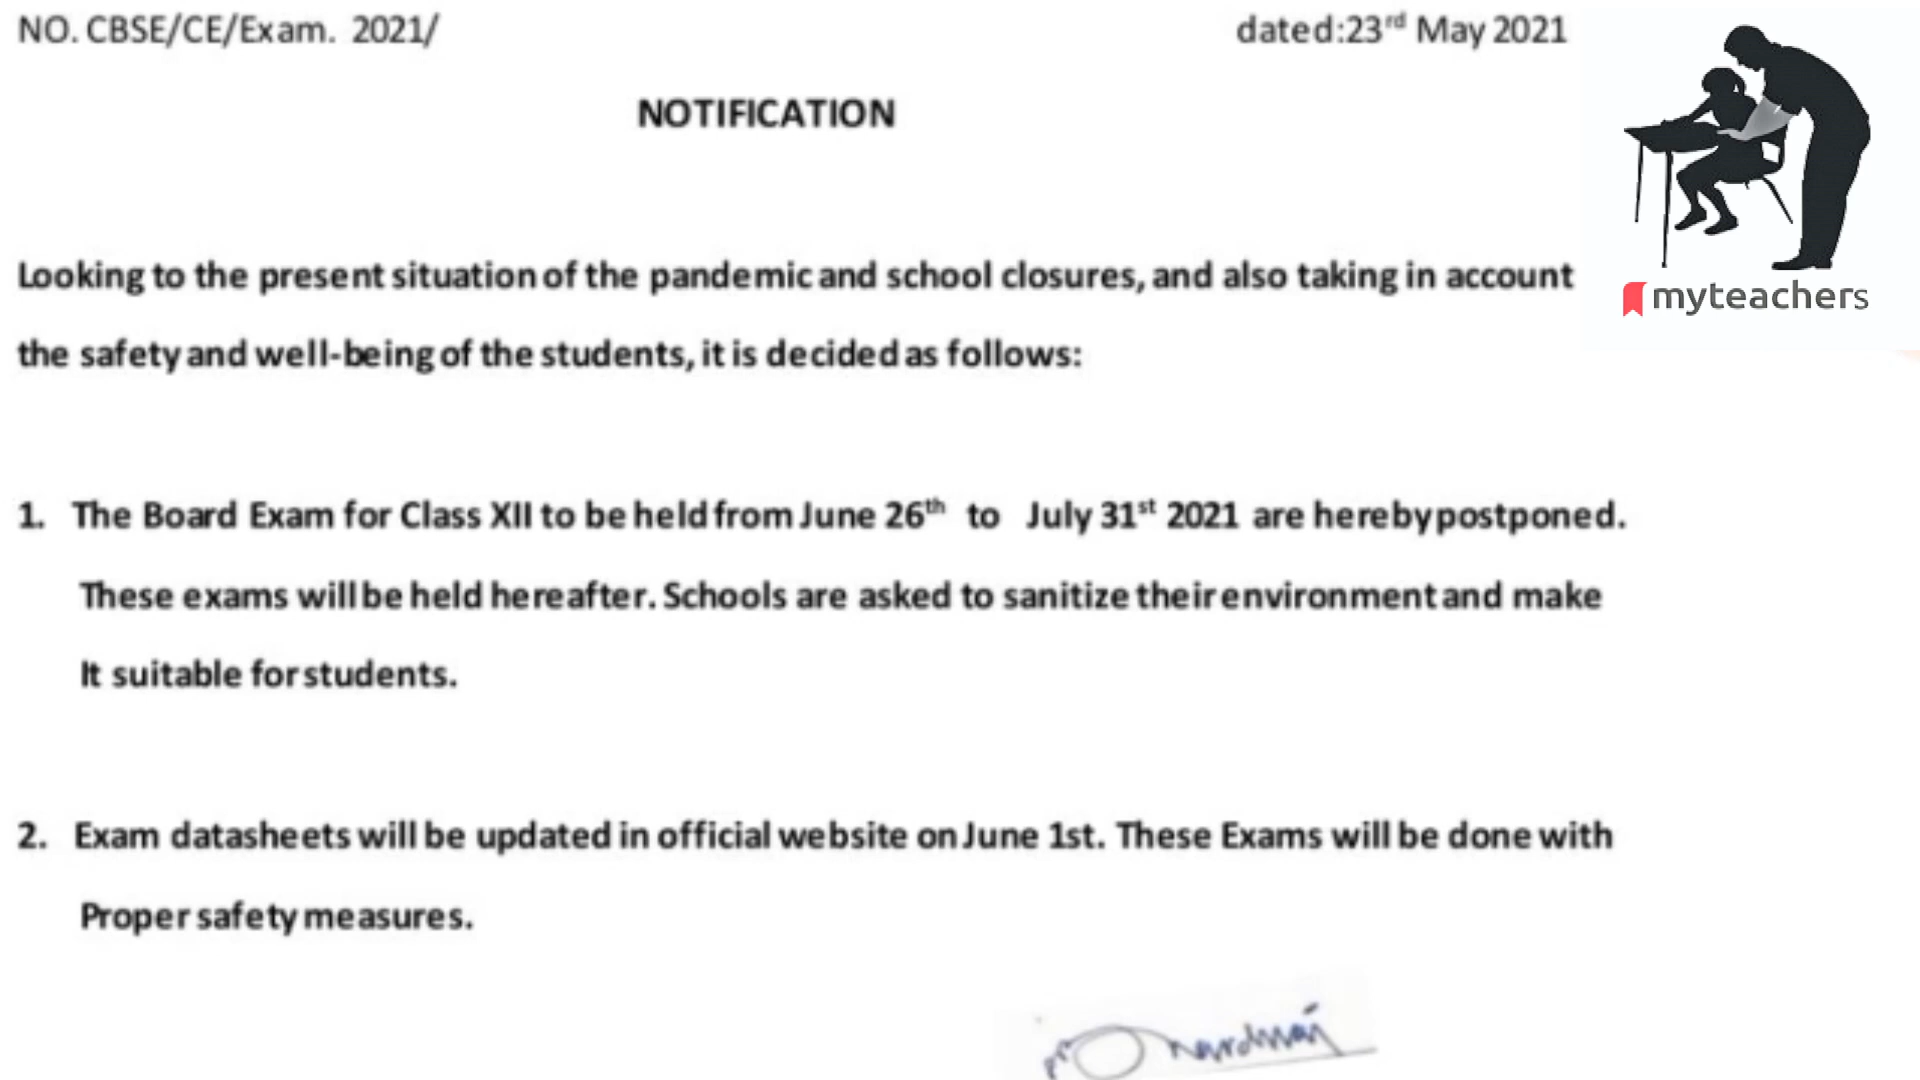 NO. CBSE/CE/Exam. 2021/
dated:23rd May 2021
NOTIFICATION
myteachers
Looking to the present situation of the pandemic and school closures, and also taking in account
the safety and well-being of the students, it is decided as follows:
1. The Board Exam for Class XII to be held from June 26th to July 31st 2021 are hereby postponed.
These exams will be held hereafter. Schools are asked to sanitize their environment and make
It suitable for students.
2. Exam datasheets will be updated in official website on June 1st. These Exams will be done with
Proper safety measures.